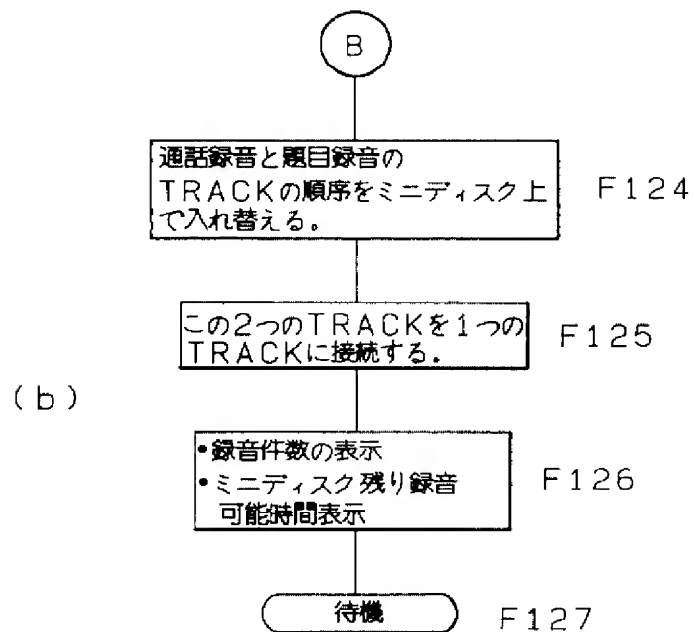 B
通話録音と題目録音の
TRACKの順序をミニディスク上
で入れ替える。
F124
この2つのTRACKを1つの
TRACKに接続する.
F125
(b)
•録音件数の表示
•ミニディスク残り録音
可能時間表示
F126
待機
F127